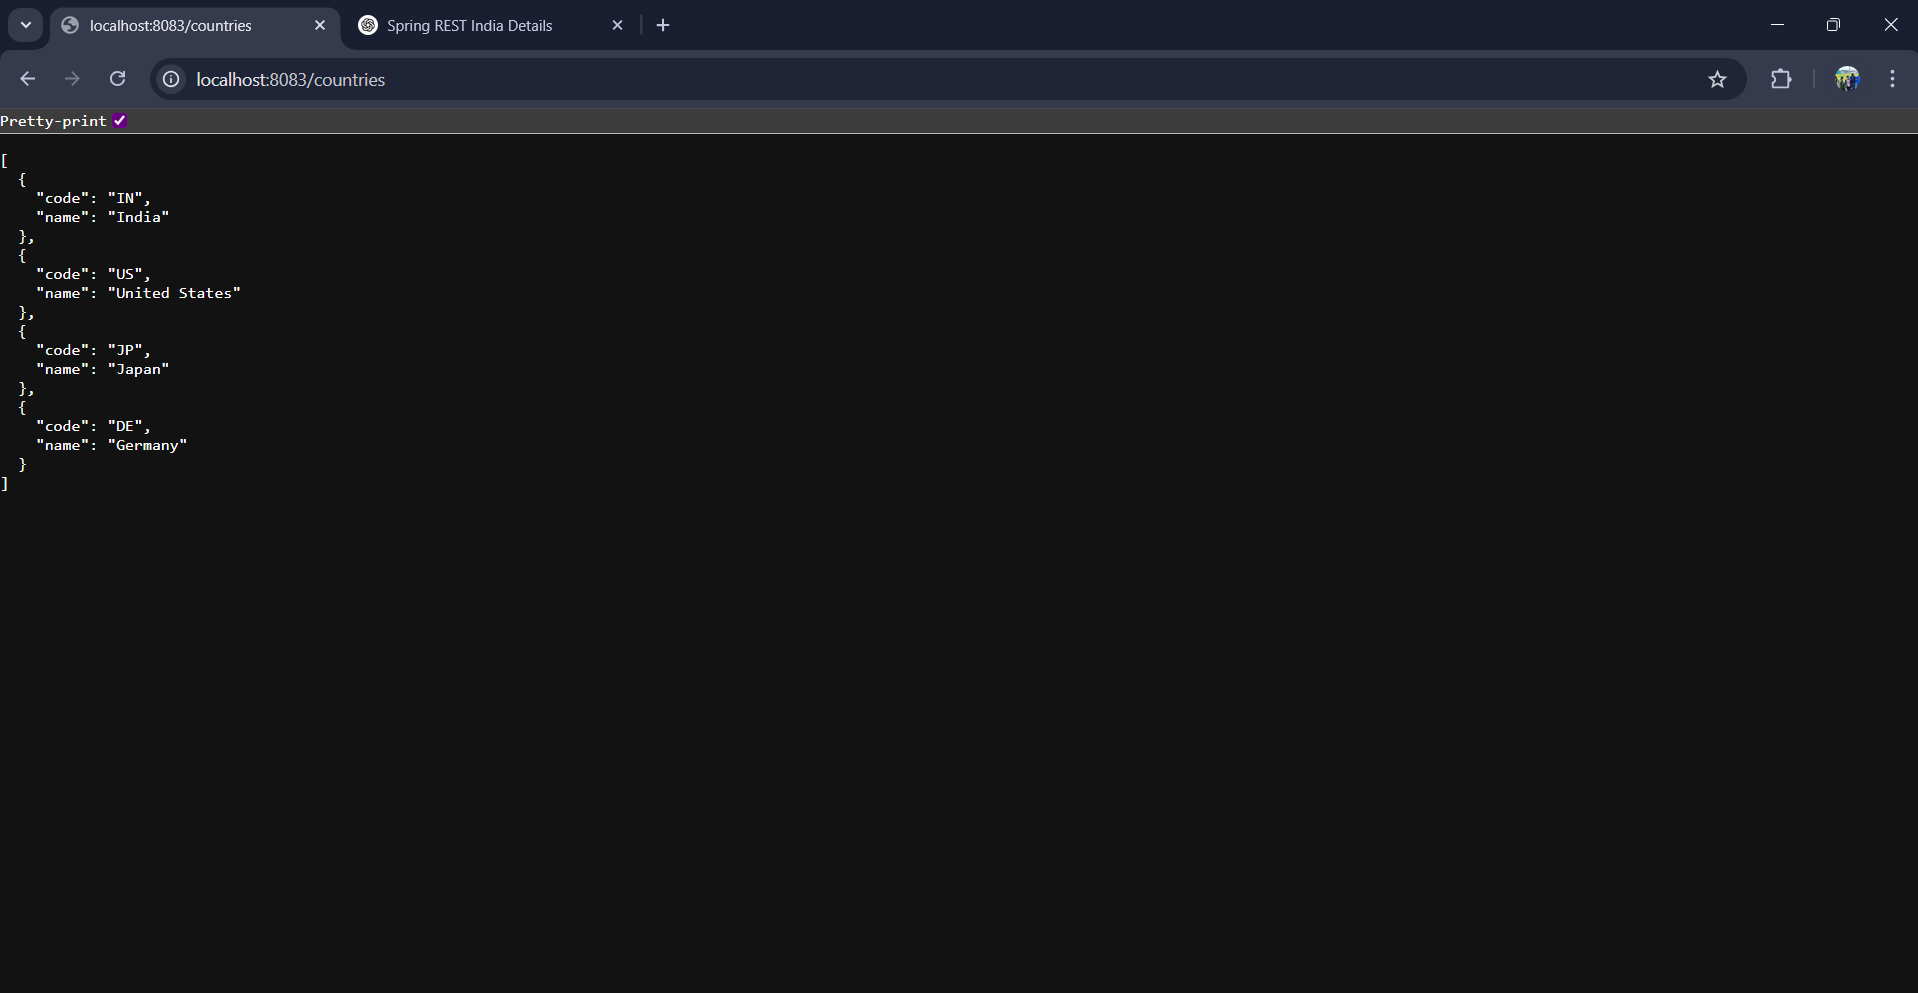 localhost:8083/countries
Spring REST India Details
localhost:8083/countries
Pretty-print
[
  {
    "code": "IN",
    "name": "India"
  },
  {
    "code": "US",
    "name": "United States"
  },
  {
    "code": "JP",
    "name": "Japan"
  },
  {
    "code": "DE",
    "name": "Germany"
  }
]